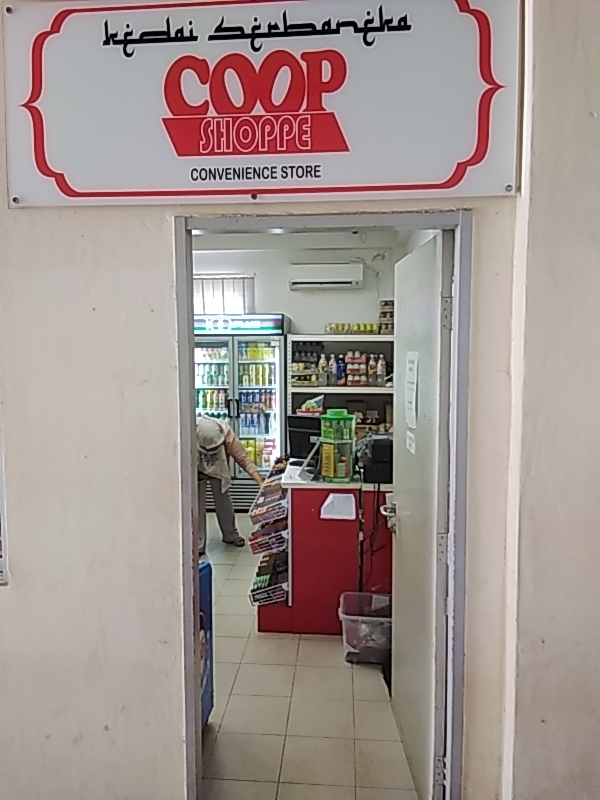 kedai serbaneka
COOP
SHOPPE
CONVENIENCE STORE